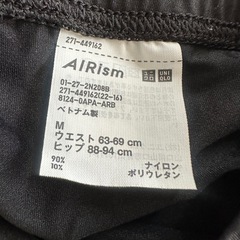 271-449162
AIRism
UNI
QLO
01-27-2N208B
271-449162(22-16)
8124-0APA-ARB
ベトナム製
M
ウエスト 63-69 cm
ヒップ 88-94 cm
90% ナイロン
10% ポリウレタン